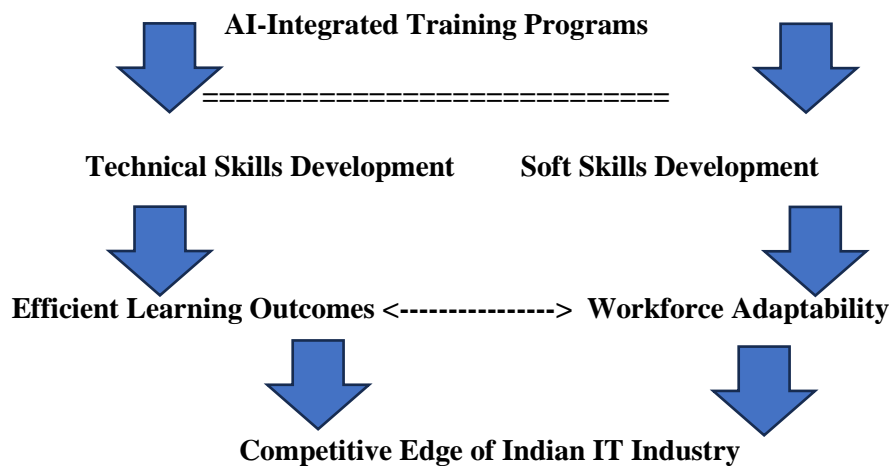 AI-Integrated Training Programs
============================
Technical Skills Development Soft Skills Development
Efficient Learning Outcomes <----------------> Workforce Adaptability
Competitive Edge of Indian IT Industry